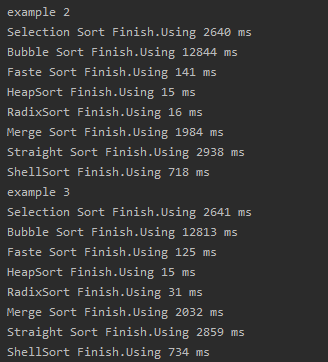 example 2
Selection Sort Finish.Using 2640 ms
Bubble Sort Finish.Using 12844 ms
Faste Sort Finish.Using 141 ms
HeapSort Finish.Using 15 ms
RadixSort Finish.Using 16 ms
Merge Sort Finish.Using 1984 ms
Straight Sort Finish.Using 2938 ms
ShellSort Finish.Using 718 ms
example 3
Selection Sort Finish.Using 2641 ms
Bubble Sort Finish.Using 12813 ms
Faste Sort Finish.Using 125 ms
HeapSort Finish.Using 15 ms
RadixSort Finish.Using 31 ms
Merge Sort Finish.Using 2032 ms
Straight Sort Finish.Using 2859 ms
ShellSort Finish.Using 734 ms